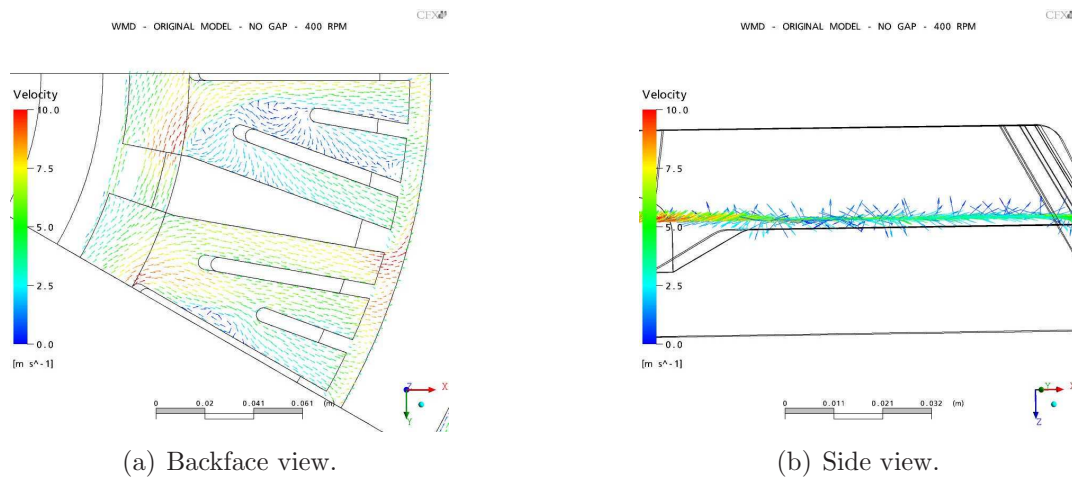 CFX
WMD - ORIGINAL MODEL - NO GAP - 400 RPM
Velocity
10.0
7.5
5.0
2.5
0.0
[m s^-1]
0 0.02 0.041 0.061 (m)
Z X
Y
(a) Backface view.
CFX
WMD - ORIGINAL MODEL - NO GAP - 400 RPM
Velocity
10.0
7.5
5.0
2.5
0.0
[m s^-1]
0 0.011 0.021 0.032 (m)
Y X
Z
(b) Side view.